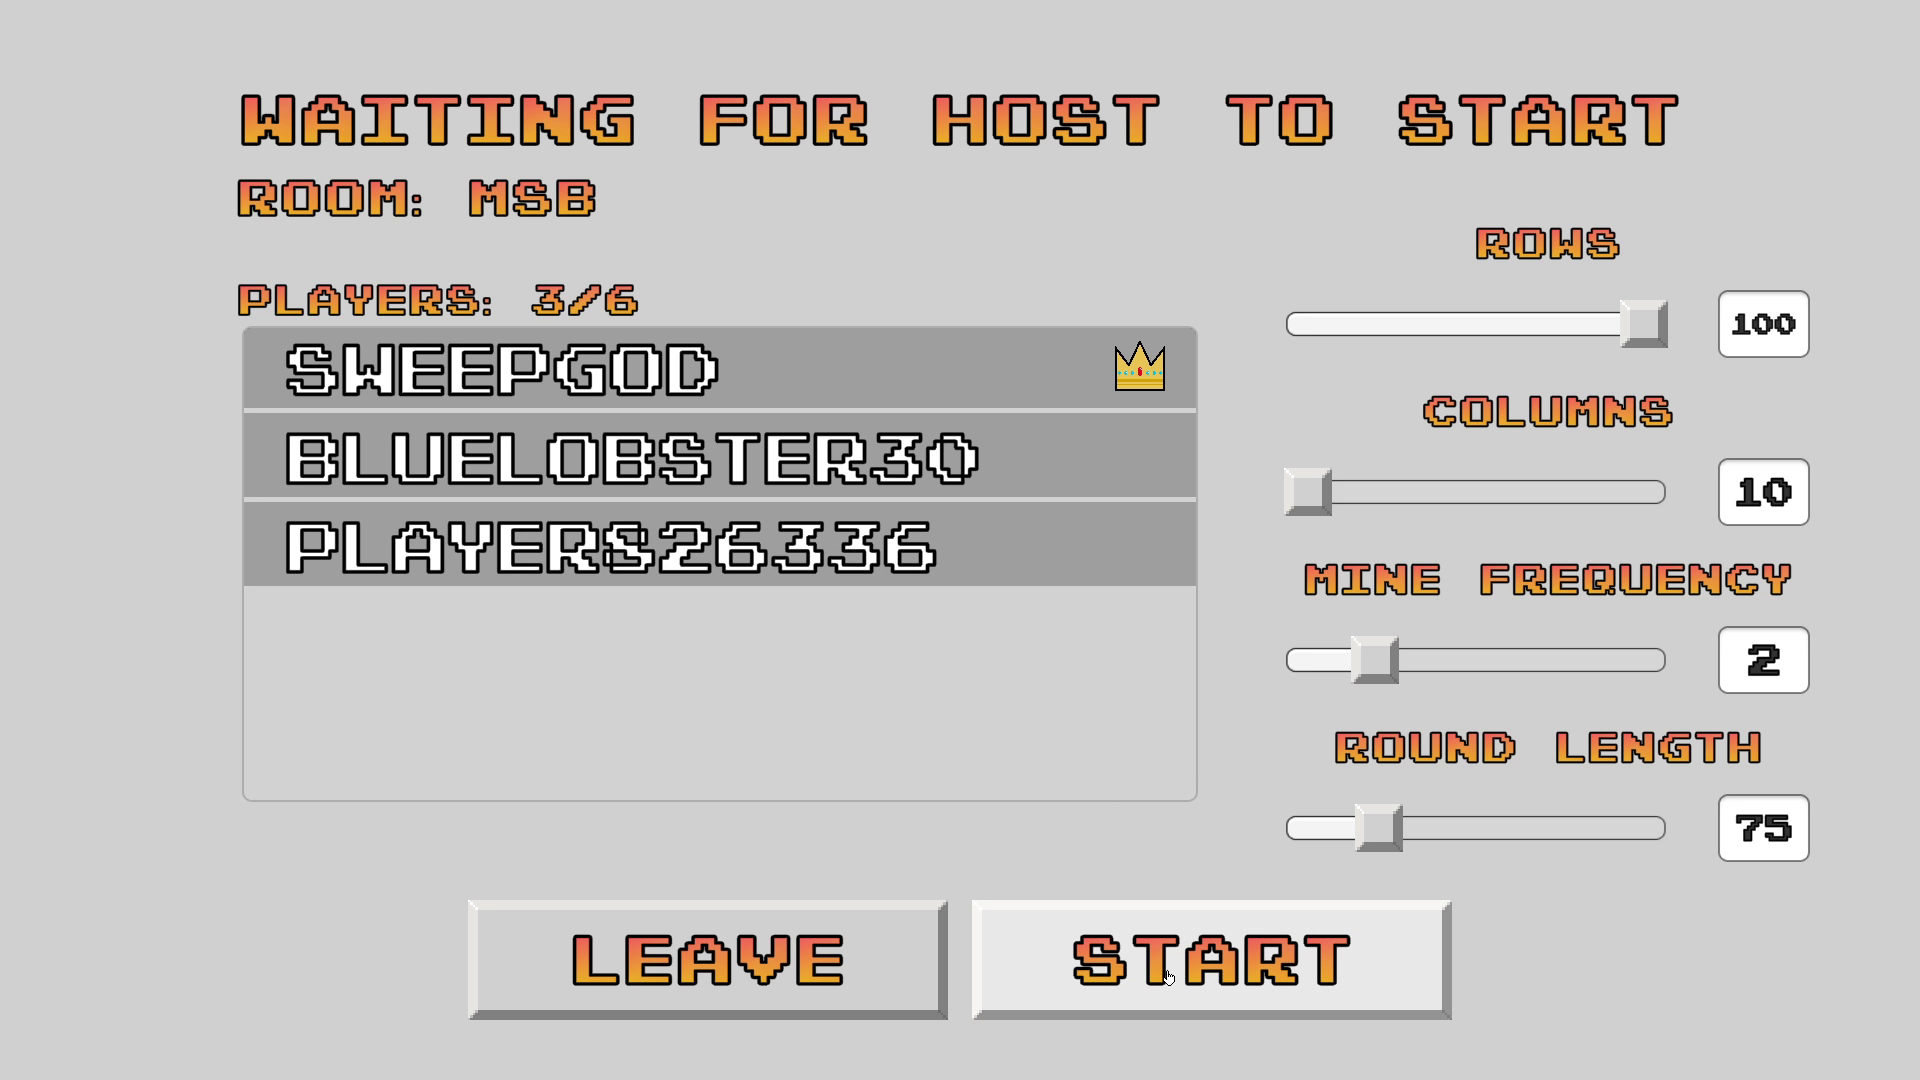 WAITING FOR HOST TO START
ROOM: MSB
PLAYERS: 3/6
SWEEPGOD
BLUELOBSTER30
PLAYERS26336
ROWS
100
COLUMNS
10
MINE FREQUENCY
2
ROUND LENGTH
75
LEAVE
START